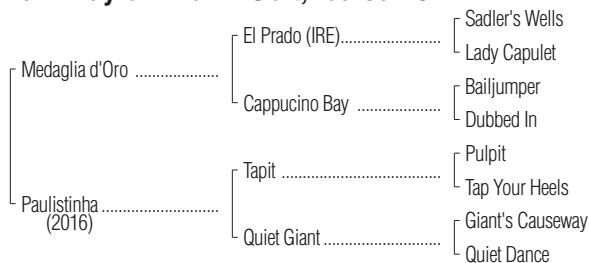 Sadler's Wells
El Prado (IRE)....................
Lady Capulet
Medaglia d'Oro ....................
Bailjumper
Cappucino Bay ....................
Dubbed In
Pulpit
Tapit ....................................
Tap Your Heels
Paulistinha ............................
(2016)
Giant's Causeway
Quiet Giant ............................
Quiet Dance